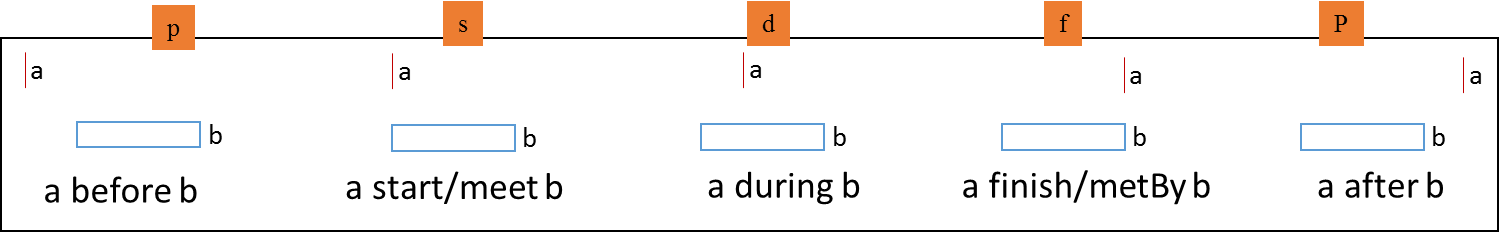 p s d f P
a a a a a
b b b b b
a before b a start/meet b a during b a finish/metBy b a after b